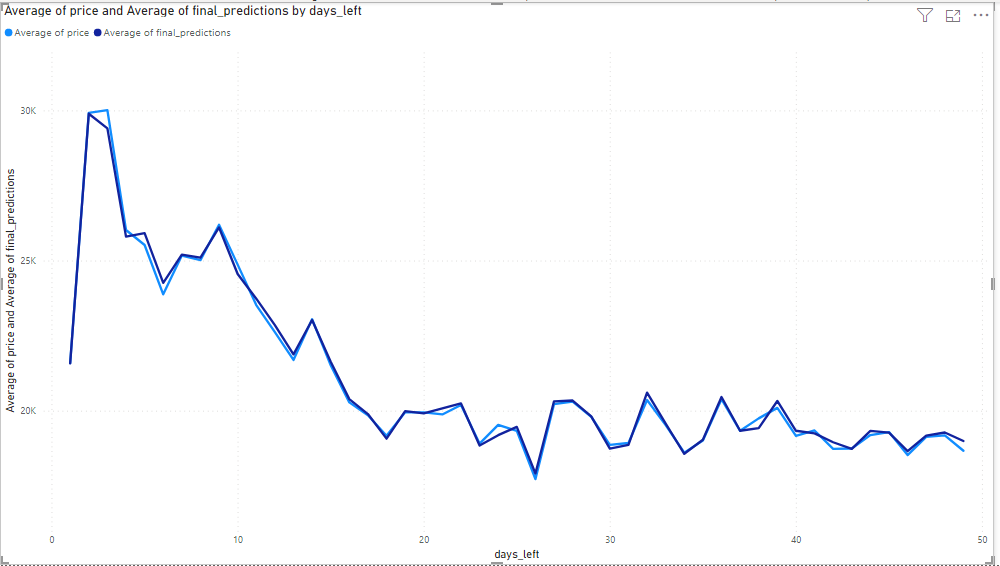 Average of price and Average of final_predictions by days_left
Average of price Average of final_predictions
Average of price and Average of final_predictions
30K
25K
20K
0 10 20 30 40 50
days_left